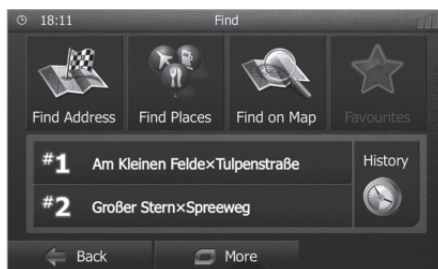 18:11 Find
Find Address Find Places Find on Map Favourites
#1 Am Kleinen Felde×Tulpenstraße
History
#2 Großer Stern×Spreeweg
Back More